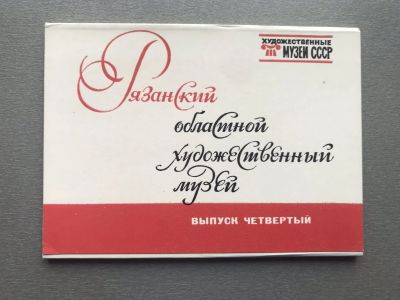 ХУДОЖЕСТВЕННЫЕ
МУЗЕИ СССР
Рязанский
областной
художественный
музей
ВЫПУСК ЧЕТВЕРТЫЙ